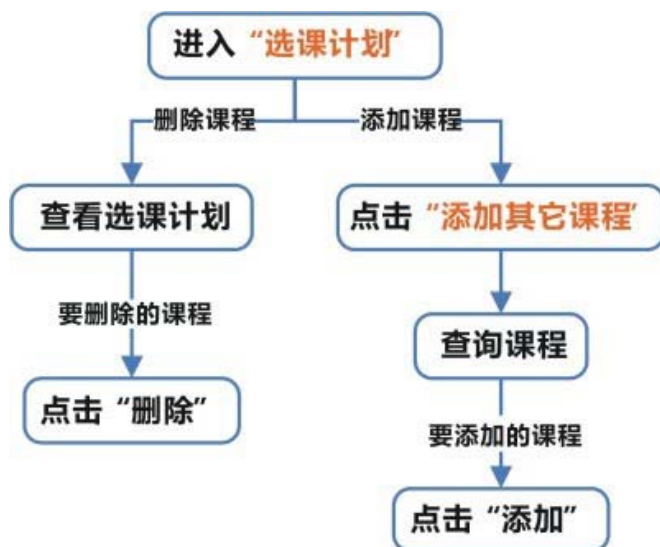 进入“选课计划”
删除课程
添加课程
查看选课计划
点击“添加其它课程”
要删除的课程
查询课程
点击“删除”
要添加的课程
点击“添加”